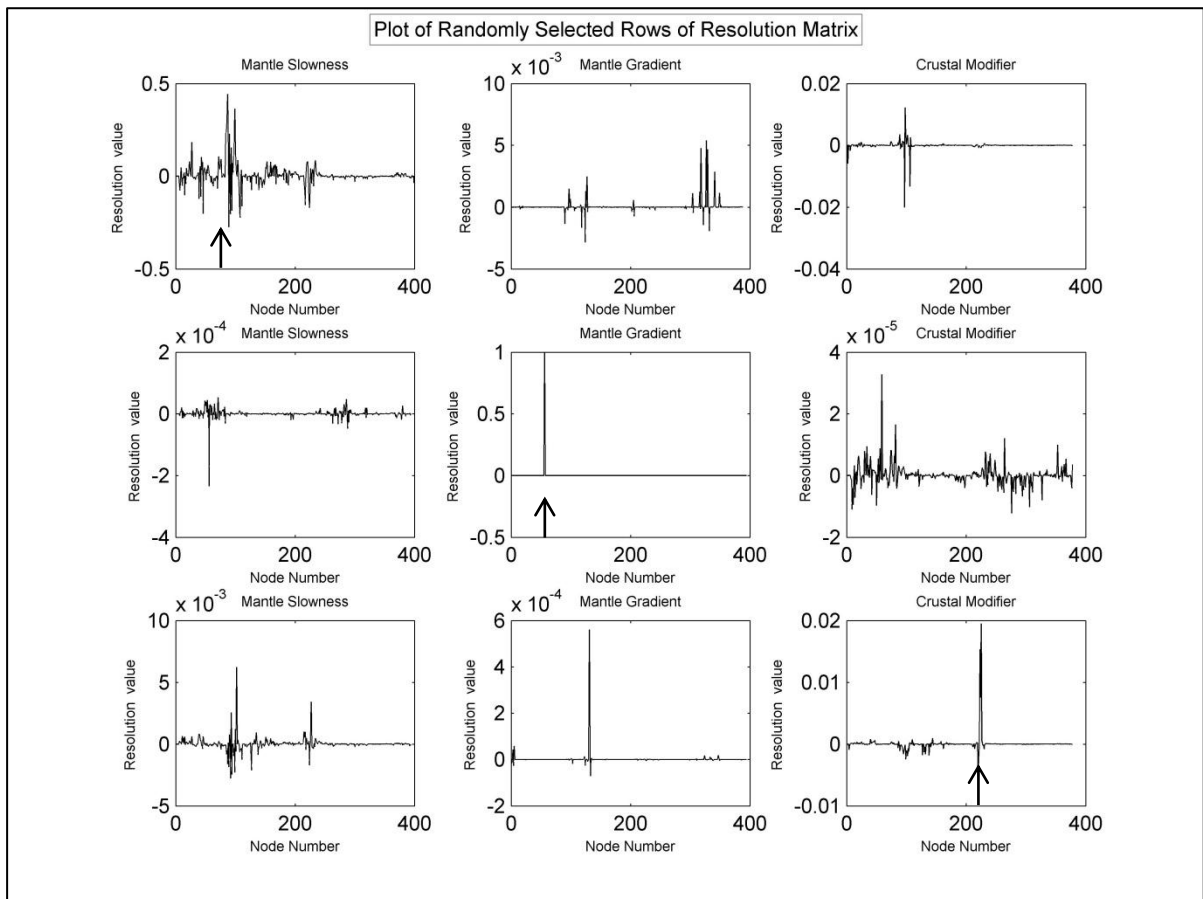 Plot of Randomly Selected Rows of Resolution Matrix
Mantle Slowness
0.5
0
-0.5
Resolution value
0 200 400
Node Number
Mantle Gradient
x 10-3
10
5
0
-5
Resolution value
0 200 400
Node Number
Crustal Modifier
0.02
0
-0.02
-0.04
Resolution value
0 200 400
Node Number
Mantle Slowness
x 10-4
2
0
-2
-4
Resolution value
0 200 400
Node Number
Mantle Gradient
1
0.5
0
-0.5
Resolution value
0 200 400
Node Number
Crustal Modifier
x 10-5
4
2
0
-2
Resolution value
0 200 400
Node Number
Mantle Slowness
x 10-3
10
5
0
-5
Resolution value
0 200 400
Node Number
Mantle Gradient
x 10-4
6
4
2
0
-2
Resolution value
0 200 400
Node Number
Crustal Modifier
0.02
0.01
0
-0.01
Resolution value
0 200 400
Node Number